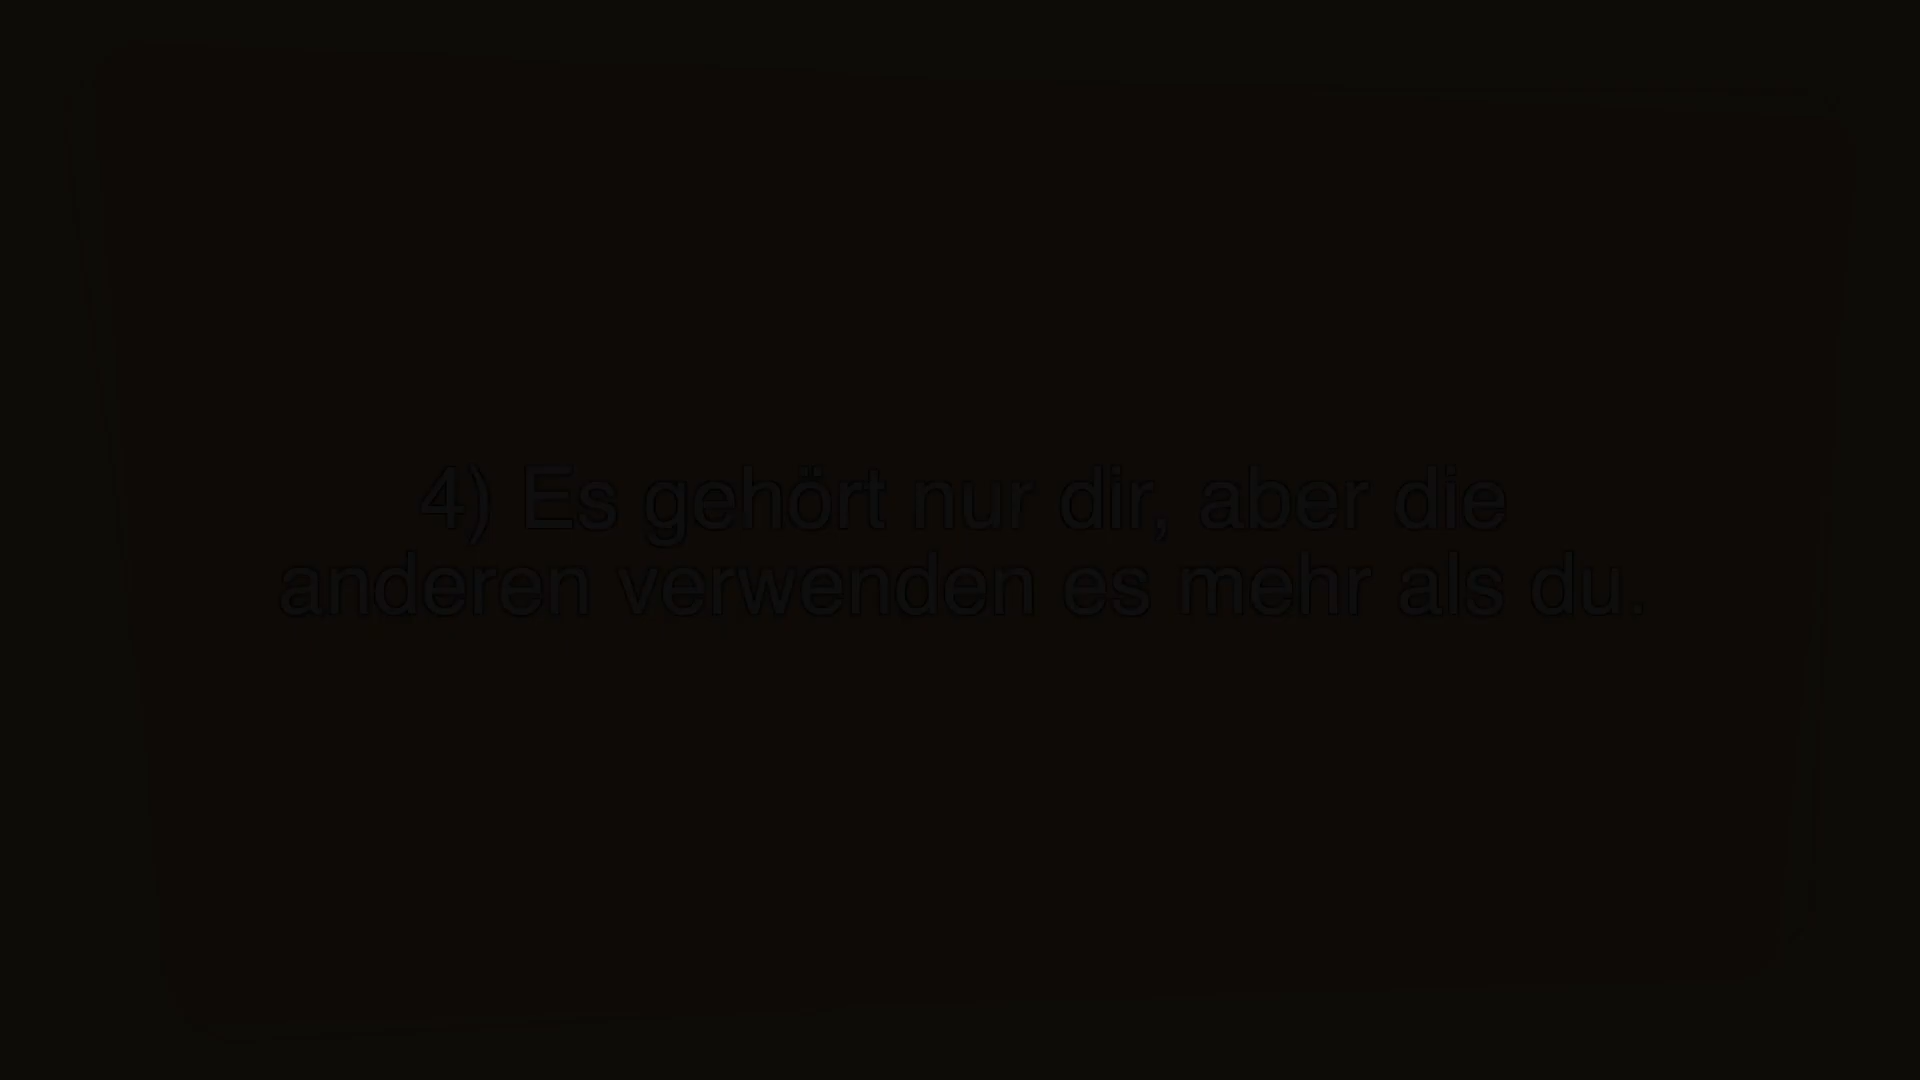 4) Es gehört nur dir, aber die
anderen verwenden es mehr als du.